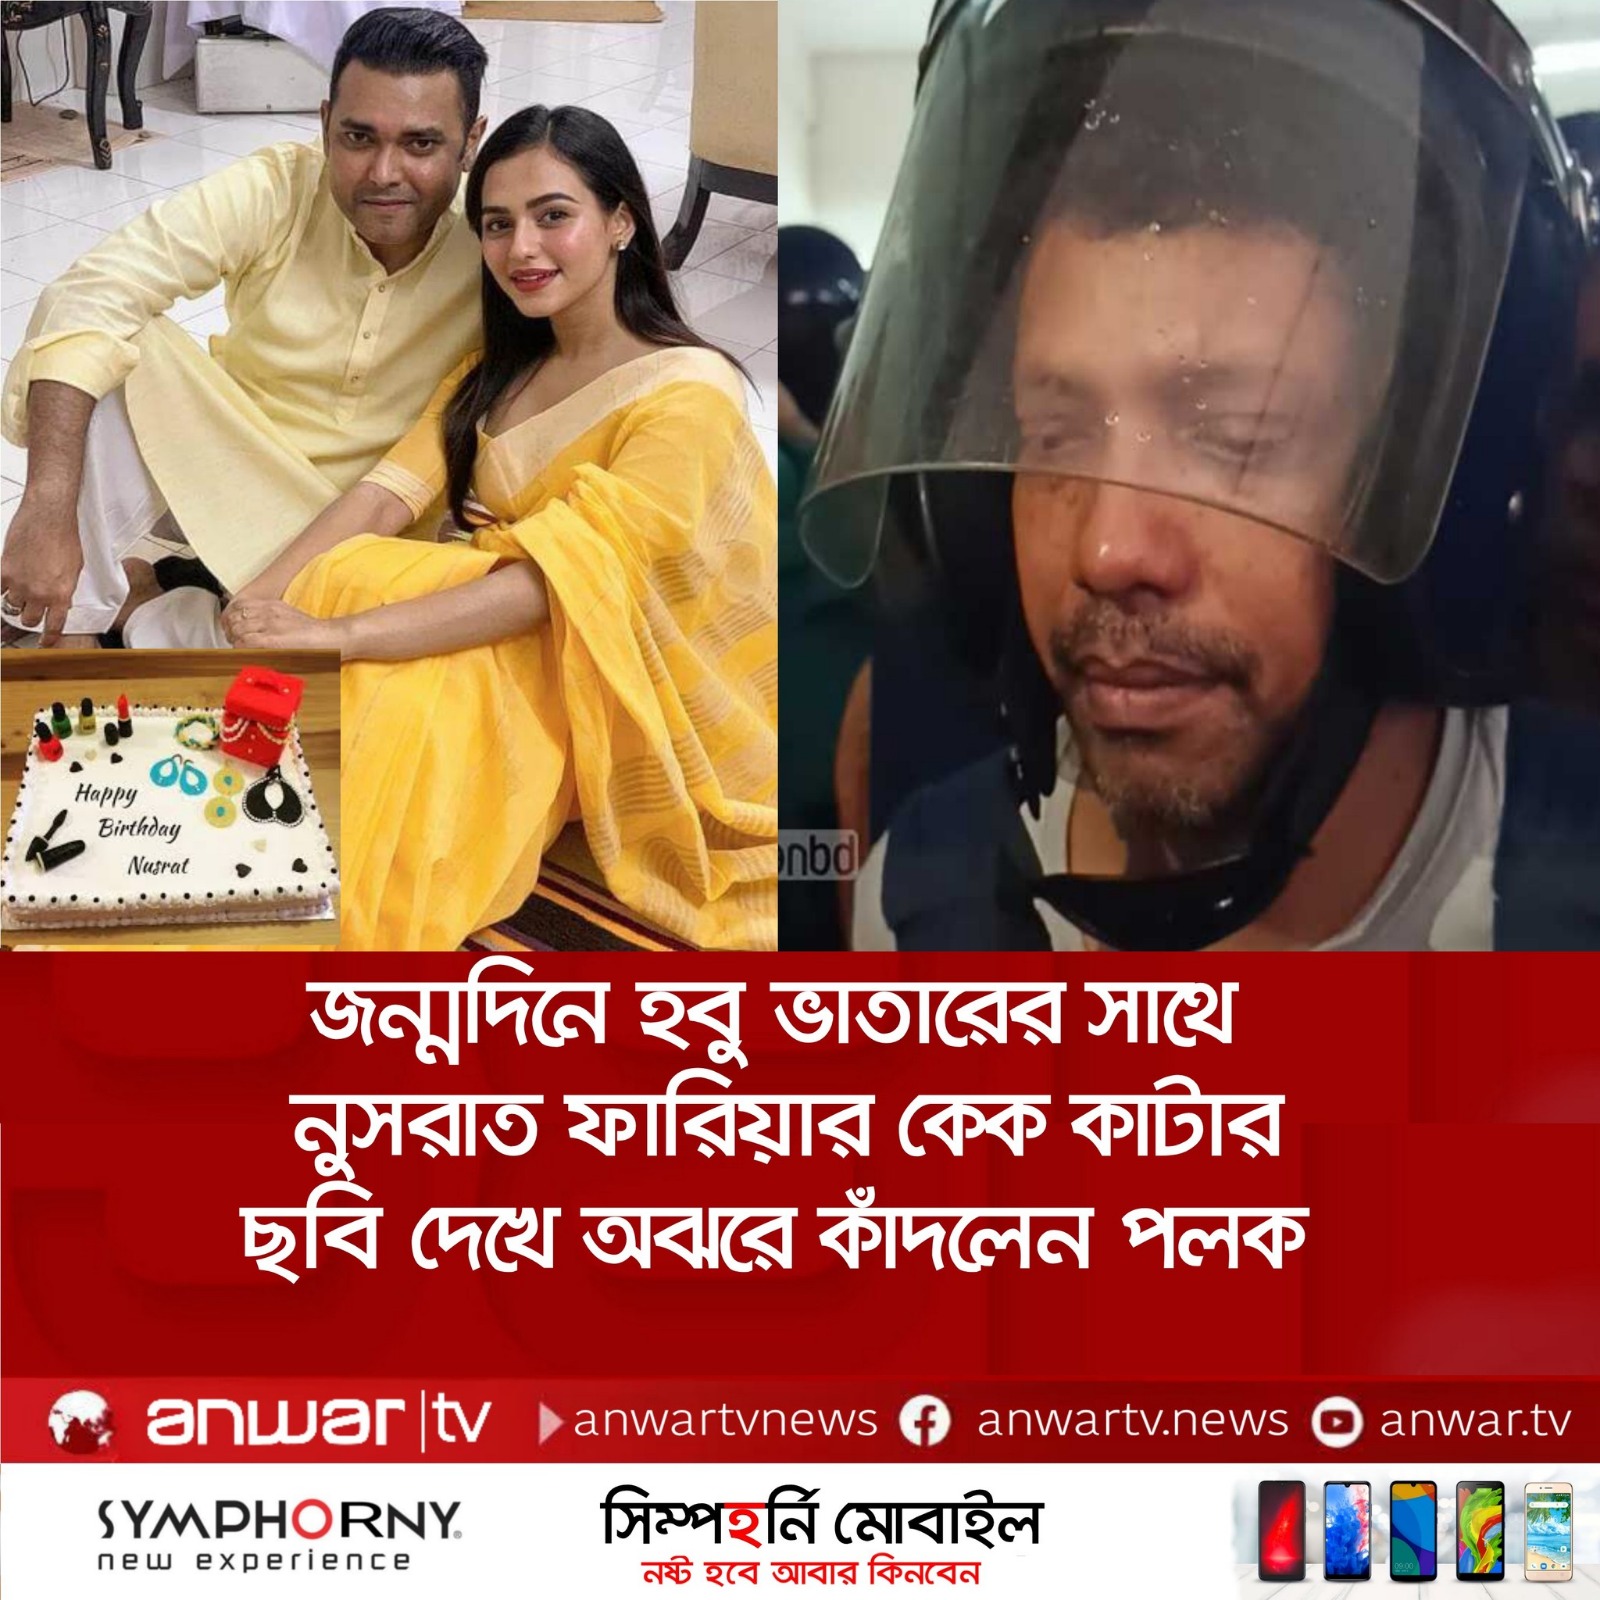 Happy
Birthday
Nusrat
nbd
জন্মদিনে হবু ভাতারের সাথে
নুসরাত ফারিয়ার কেক কাটার
ছবি দেখে অঝরে কাঁদলেন পলক
anwar|tv anwartvnews anwartv.news anwar.tv
SYMPHORNY
new experience
সিম্পহর্নি মোবাইল
নষ্ট হবে আবার কিনবেন